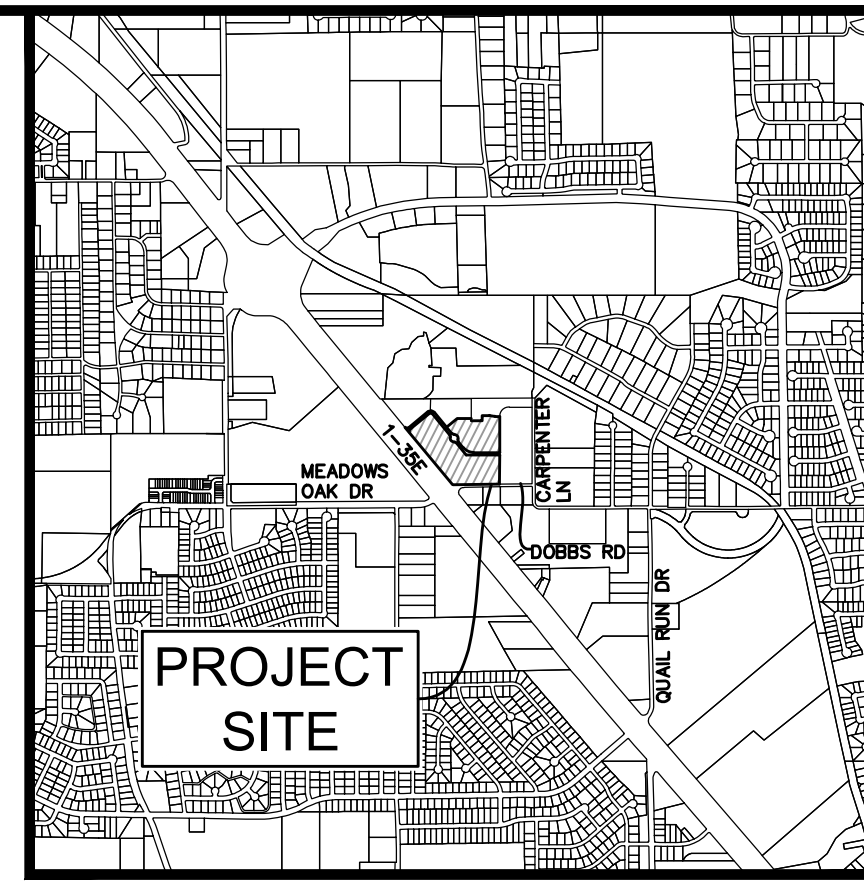 1-35E
CARPENTER
LN
MEADOWS
OAK DR
DOBBS RD
QUAIL RUN DR
PROJECT
SITE